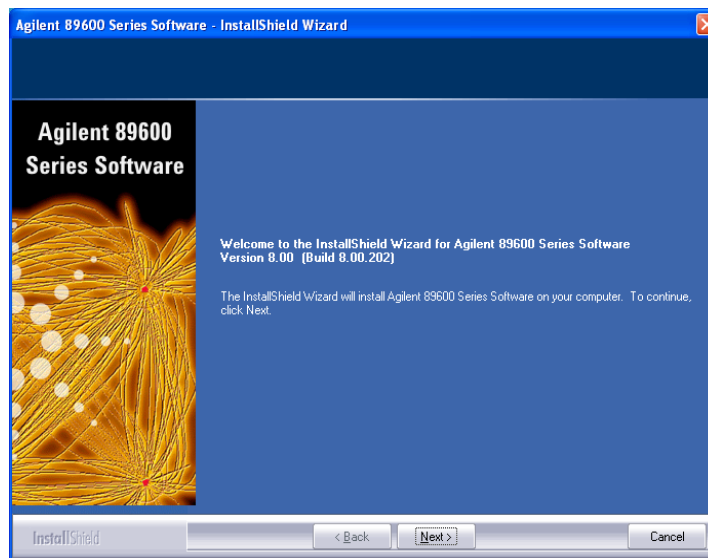 Agilent 89600 Series Software - InstallShield Wizard
Agilent 89600
Series Software
Welcome to the InstallShield Wizard for Agilent 89600 Series Software
Version 8.00 (Build 8.00.202)
The InstallShield Wizard will install Agilent 89600 Series Software on your computer. To continue,
click Next.
InstallShield
< Back
Next >
Cancel